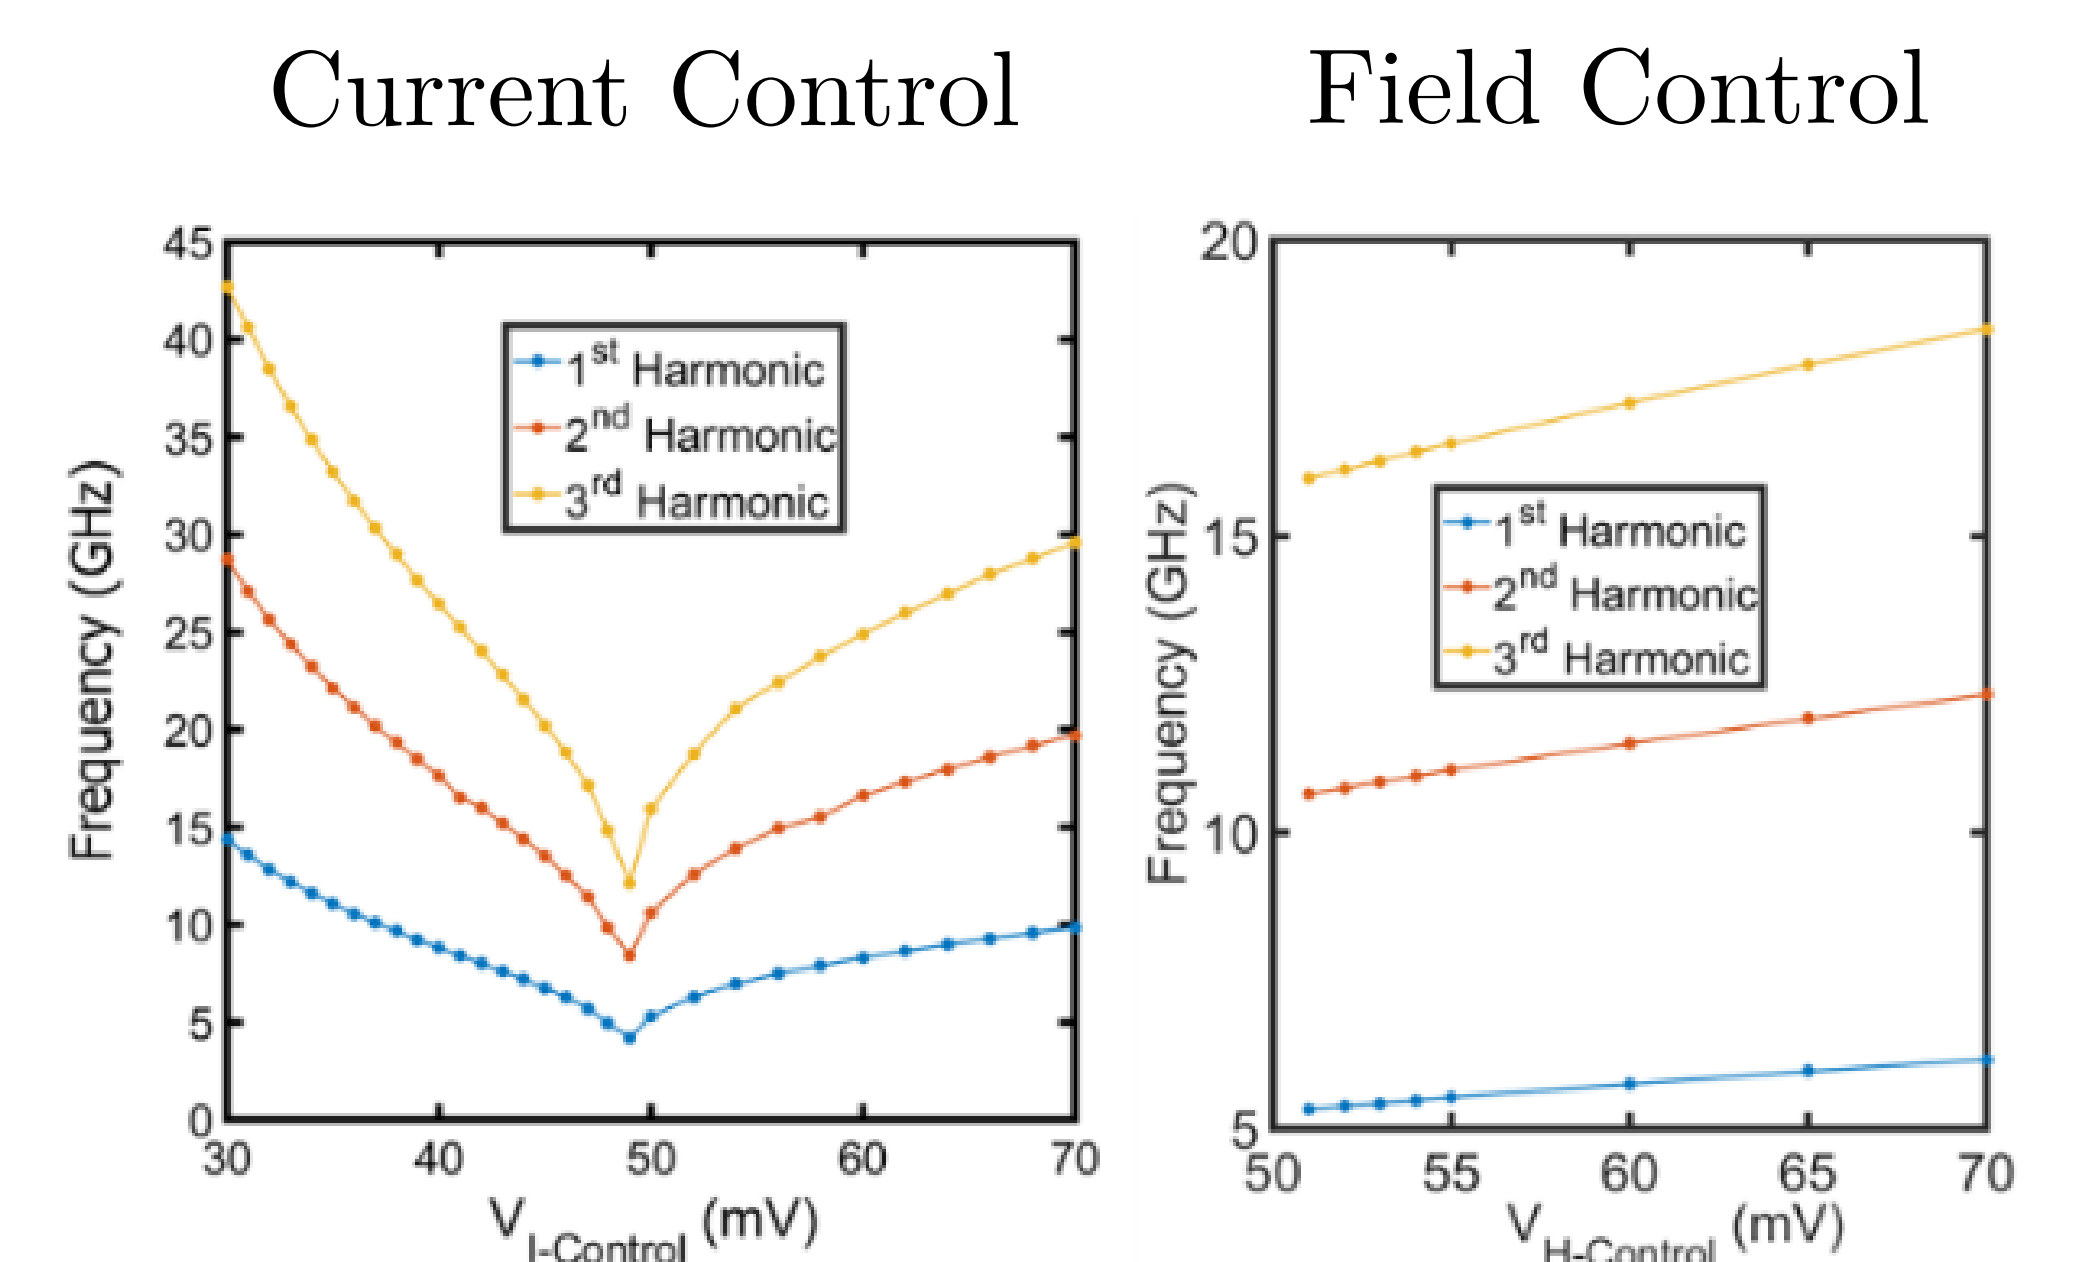 Current Control
Field Control
Frequency (GHz)
45
40
35
30
25
20
15
10
5
0
1st Harmonic
2nd Harmonic
3rd Harmonic
30 40 50 60 70
V I-Control (mV)
Frequency (GHz)
20
15
10
5
1st Harmonic
2nd Harmonic
3rd Harmonic
50 55 60 65 70
V H-Control (mV)